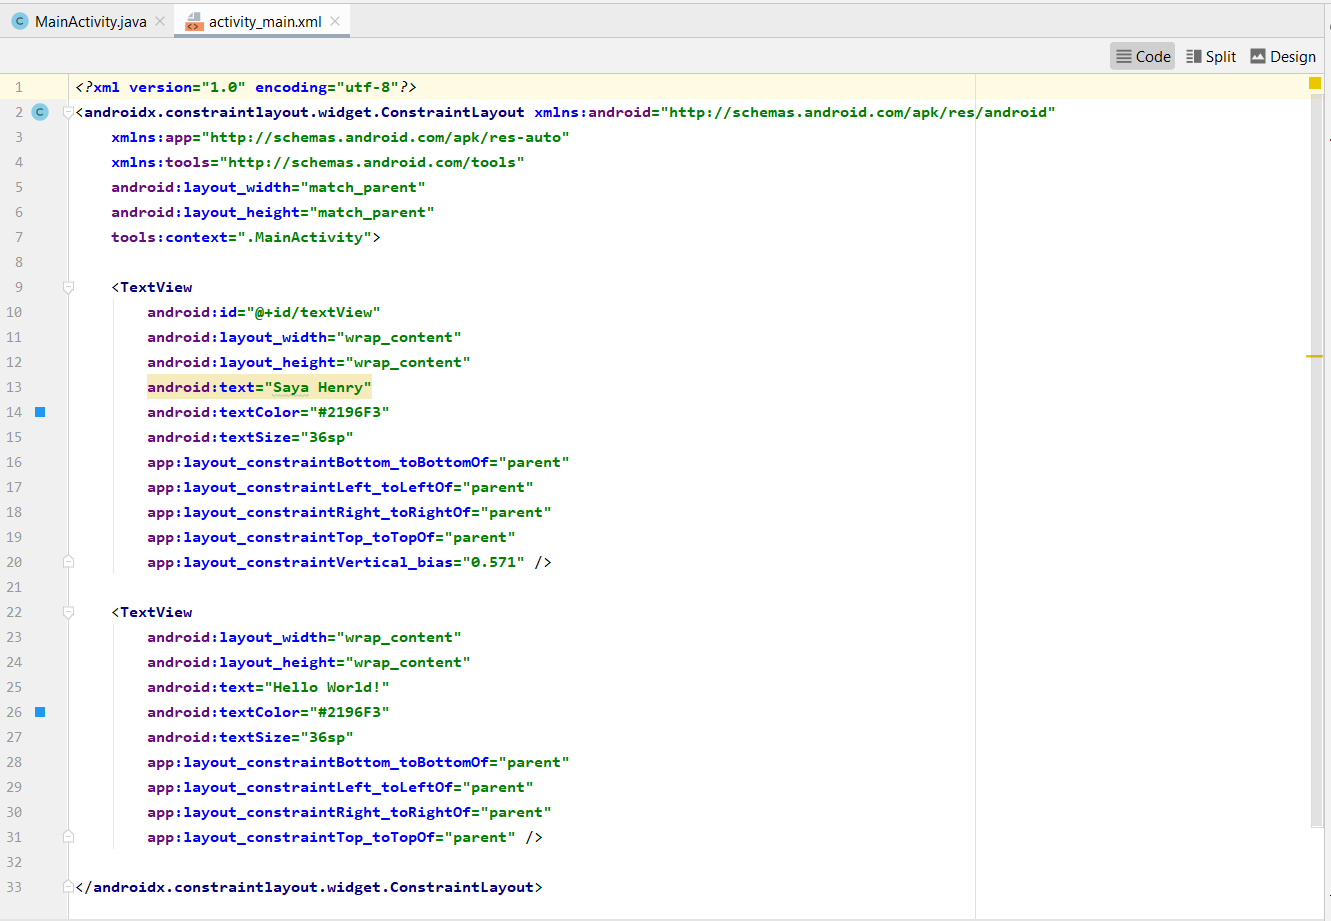 MainActivity.java
activity_main.xml
Code Split Design
1 <?xml version="1.0" encoding="utf-8"?>
2 <androidx.constraintlayout.widget.ConstraintLayout xmlns:android="http://schemas.android.com/apk/res/android"
3 xmlns:app="http://schemas.android.com/apk/res-auto"
4 xmlns:tools="http://schemas.android.com/tools"
5 android:layout_width="match_parent"
6 android:layout_height="match_parent"
7 tools:context=".MainActivity">
8
9 <TextView
10 android:id="@+id/textView"
11 android:layout_width="wrap_content"
12 android:layout_height="wrap_content"
13 android:text="Saya Henry"
14 android:textColor="#2196F3"
15 android:textSize="36sp"
16 app:layout_constraintBottom_toBottomOf="parent"
17 app:layout_constraintLeft_toLeftOf="parent"
18 app:layout_constraintRight_toRightOf="parent"
19 app:layout_constraintTop_toTopOf="parent"
20 app:layout_constraintVertical_bias="0.571" />
21
22 <TextView
23 android:layout_width="wrap_content"
24 android:layout_height="wrap_content"
25 android:text="Hello World!"
26 android:textColor="#2196F3"
27 android:textSize="36sp"
28 app:layout_constraintBottom_toBottomOf="parent"
29 app:layout_constraintLeft_toLeftOf="parent"
30 app:layout_constraintRight_toRightOf="parent"
31 app:layout_constraintTop_toTopOf="parent" />
32
33 </androidx.constraintlayout.widget.ConstraintLayout>